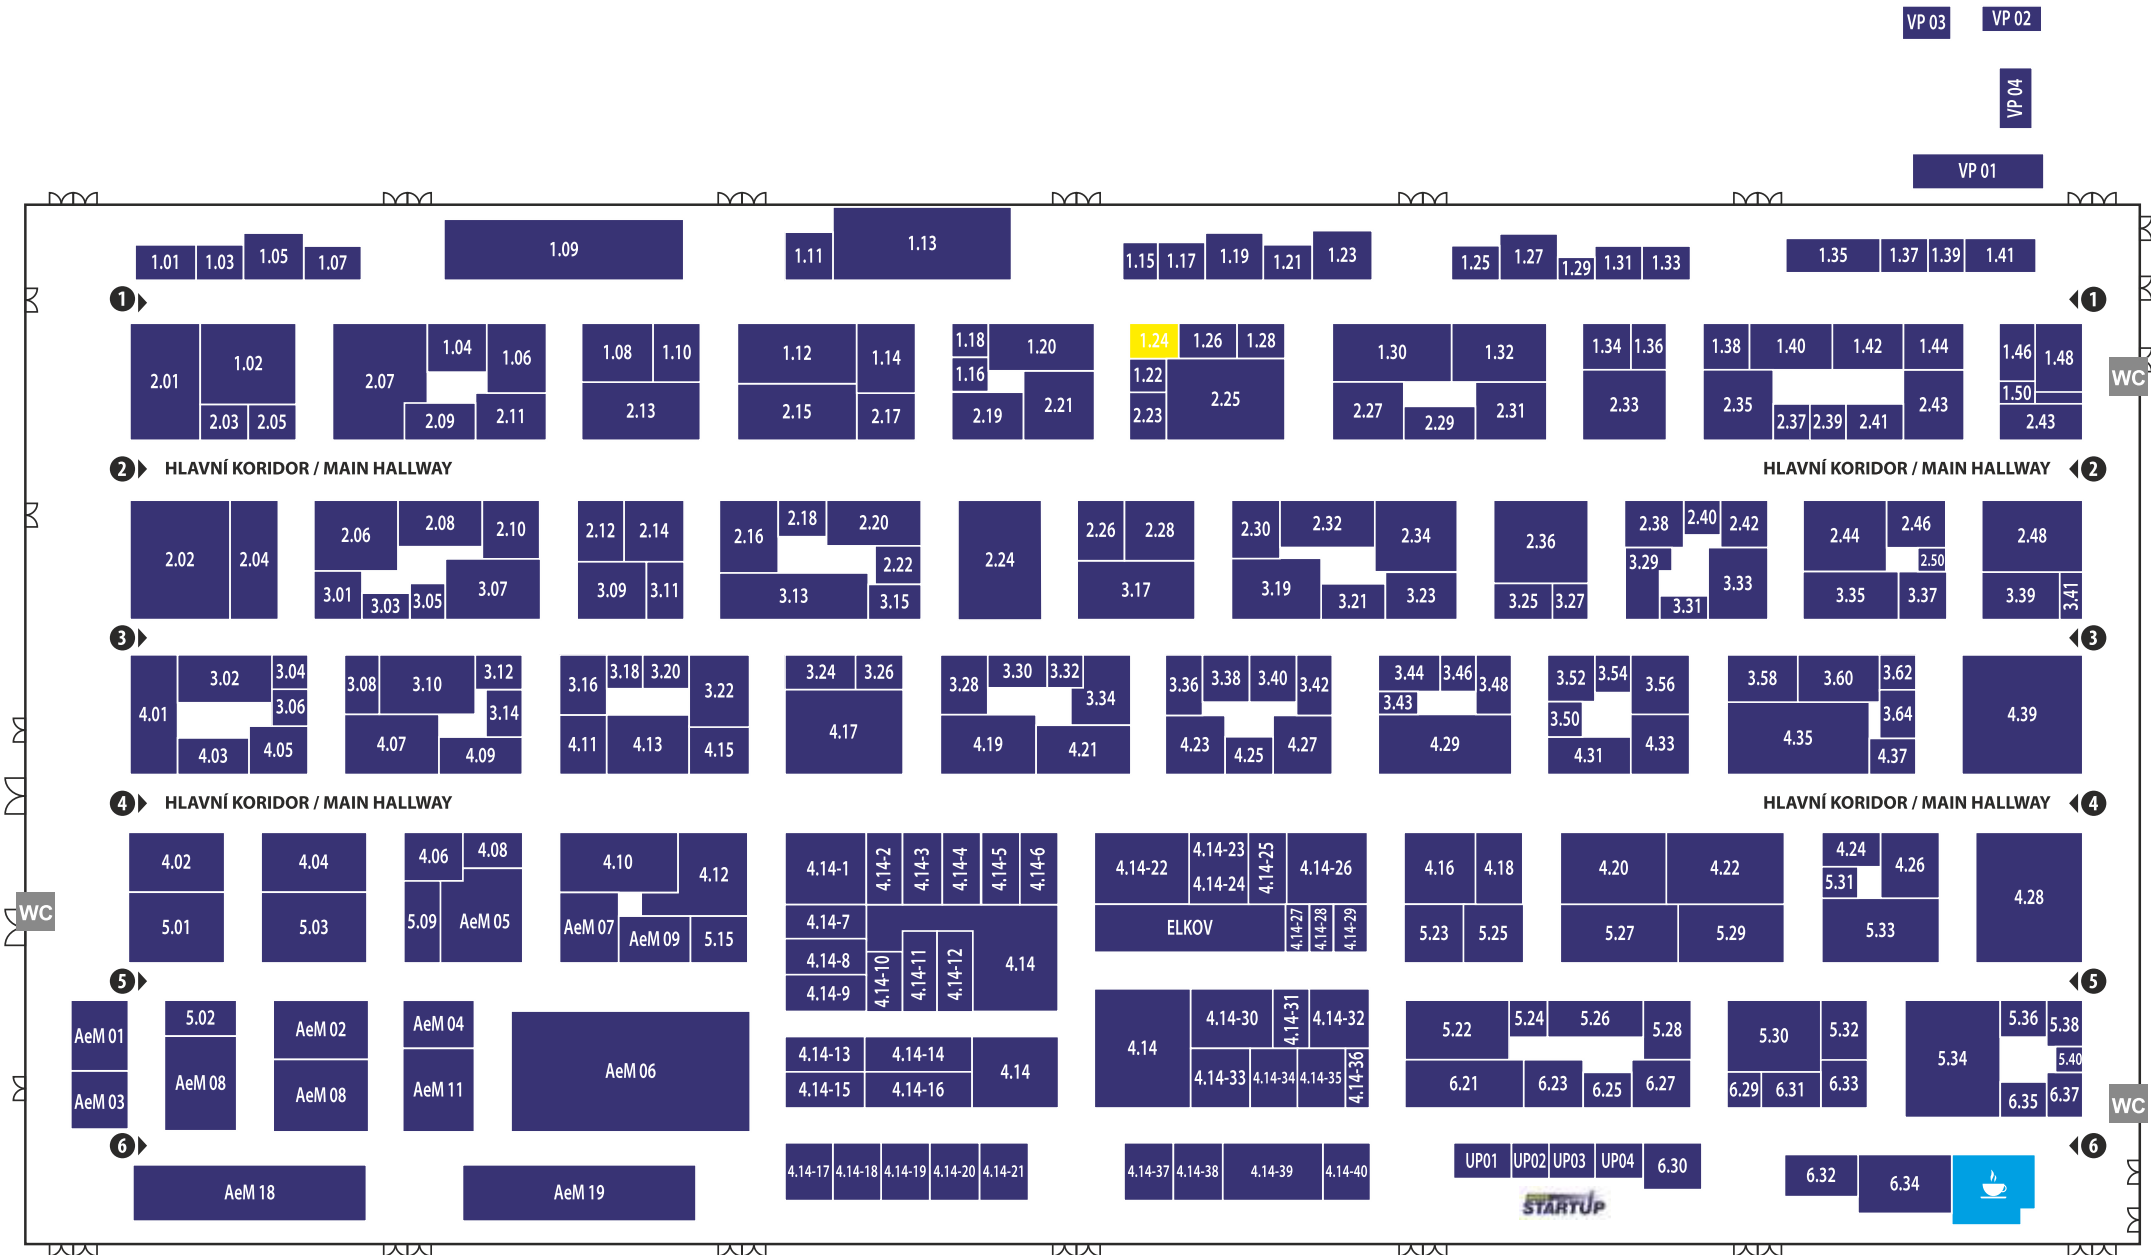 VP 03 VP 02
VP 04
VP 01
1.01 1.03 1.05 1.07 1.09 1.11 1.13 1.15 1.17 1.19 1.21 1.23 1.25 1.27 1.29 1.31 1.33 1.35 1.37 1.39 1.41
1 1
2.01 1.02 2.07 1.04 1.06 1.08 1.10 1.12 1.14 1.18 1.20 1.24 1.26 1.28 1.30 1.32 1.34 1.36 1.38 1.40 1.42 1.44 1.46 1.48
WC
1.16 1.22 1.50
2.03 2.05 2.09 2.11 2.13 2.15 2.17 2.19 2.21 2.23 2.25 2.27 2.29 2.31 2.33 2.35 2.37 2.39 2.41 2.43 2.43
2 HLAVNÍ KORIDOR / MAIN HALLWAY HLAVNÍ KORIDOR / MAIN HALLWAY 2
2.02 2.04 2.06 2.08 2.10 2.12 2.14 2.16 2.18 2.20 2.24 2.26 2.28 2.30 2.32 2.34 2.36 2.38 2.40 2.42 2.44 2.46 2.48
2.22 3.29 2.50
3.01 3.03 3.05 3.07 3.09 3.11 3.13 3.15 3.17 3.19 3.21 3.23 3.25 3.27 3.31 3.33 3.35 3.37 3.39 3.41
3 3
4.01 3.02 3.04 3.08 3.10 3.12 3.16 3.18 3.20 3.22 3.24 3.26 3.28 3.30 3.32 3.34 3.36 3.38 3.40 3.42 3.44 3.46 3.48 3.52 3.54 3.56 3.58 3.60 3.62 4.39
3.06 3.14 3.43 3.50 3.64
4.03 4.05 4.07 4.09 4.11 4.13 4.15 4.17 4.19 4.21 4.23 4.25 4.27 4.29 4.31 4.33 4.35 4.37
4 HLAVNÍ KORIDOR / MAIN HALLWAY HLAVNÍ KORIDOR / MAIN HALLWAY 4
4.02 4.04 4.06 4.08 4.10 4.12 4.14-1 4.14-2 4.14-3 4.14-4 4.14-5 4.14-6 4.14-22 4.14-23 4.14-24 4.14-25 4.14-26 4.16 4.18 4.20 4.22 4.24 4.26 4.28
5.31
WC
5.01 5.03 5.09 AeM 05 AeM 07 AeM 09 5.15 4.14-7 ELKOV 4.14-27 4.14-28 4.14-29 5.23 5.25 5.27 5.29 5.33
4.14-8 4.14-10 4.14-11 4.14-12 4.14
4.14-9
5 5
AeM 01 5.02 AeM 02 AeM 04 4.14 4.14-30 4.14-31 4.14-32 5.22 5.24 5.26 5.28 5.30 5.32 5.34 5.36 5.38
5.40
AeM 03 AeM 08 AeM 08 AeM 11 AeM 06 4.14-13 4.14-14 4.14 4.14-33 4.14-34 4.14-35 4.14-36 6.21 6.23 6.25 6.27 6.29 6.31 6.33 6.35 6.37
4.14-15 4.14-16
WC
6 6
AeM 18 AeM 19 4.14-17 4.14-18 4.14-19 4.14-20 4.14-21 4.14-37 4.14-38 4.14-39 4.14-40 UP01 UP02 UP03 UP04 6.30 6.32 6.34
STARTUP